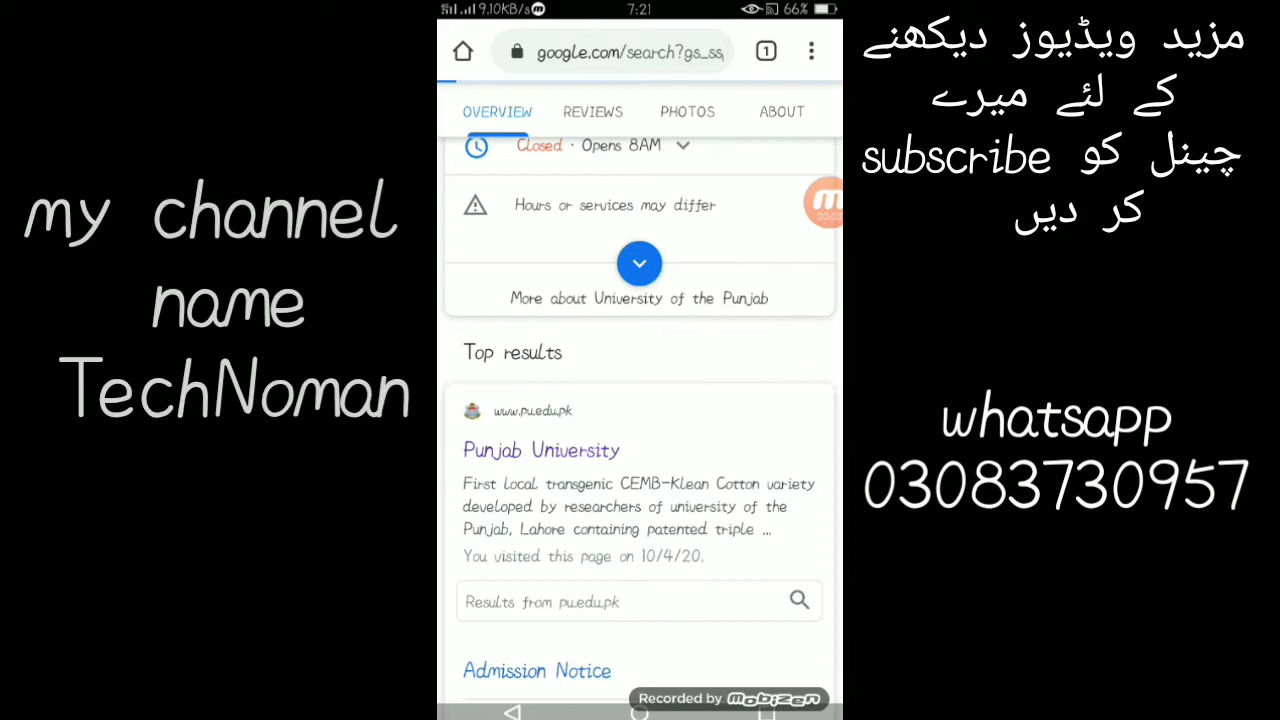 my channel
name
TechNoman
9.10KB/s
7:21
66%
google.com/search?gs_ss
1
OVERVIEW REVIEWS PHOTOS ABOUT
Closed · Opens 8AM
Hours or services may differ
More about University of the Punjab
Top results
www.pu.edu.pk
Punjab University
First local transgenic CEMB-Klean Cotton variety
developed by researchers of university of the
Punjab, Lahore containing patented triple ...
You visited this page on 10/4/20.
Results from pu.edu.pk
Admission Notice
Recorded by mobizen
مزید ویڈیوز دیکھنے
کے لئے میرے
چینل کو subscribe
کر دیں
whatsapp
03083730957